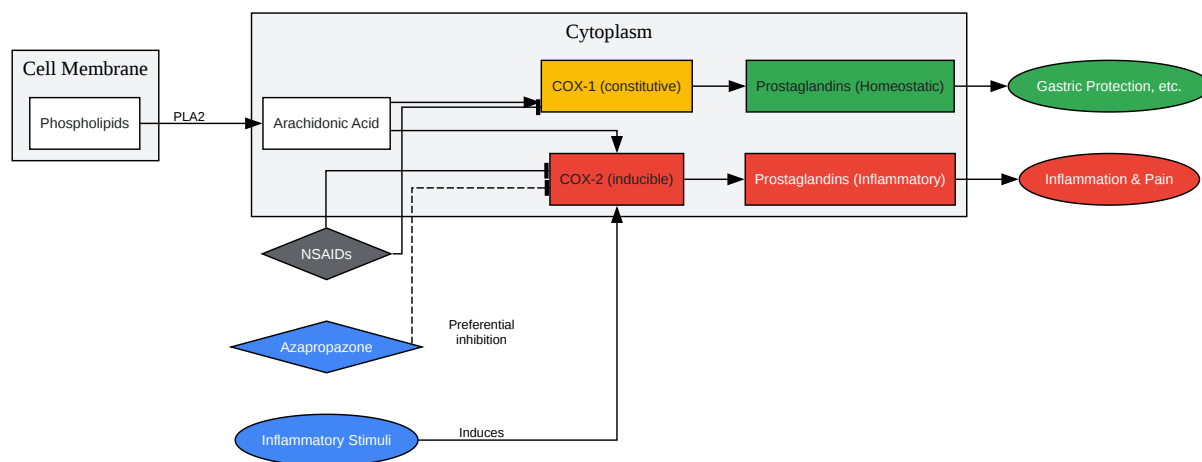 Cytoplasm
Cell Membrane
COX-1 (constitutive)
Prostaglandins (Homeostatic)
Gastric Protection, etc.
Phospholipids
PLA2
Arachidonic Acid
COX-2 (inducible)
Prostaglandins (Inflammatory)
Inflammation & Pain
NSAIDs
Preferential
inhibition
Azapropazone
Inflammatory Stimuli
Induces